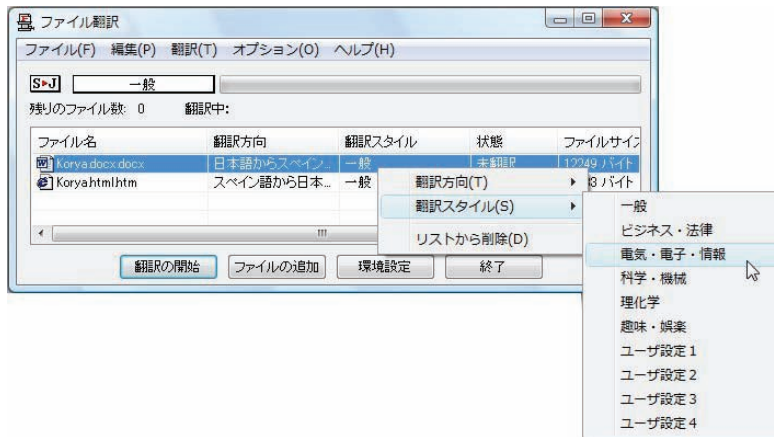 ファイル翻訳
ファイル(F) 編集(P) 翻訳(T) オプション(O) ヘルプ(H)
S▸J 一般
残りのファイル数: 0 翻訳中:
ファイル名 翻訳方向 翻訳スタイル 状態 ファイルサイズ
Korya.docx.docx 日本語からスペイン... 一般 未翻訳 12249 バイト
Korya.html.htm スペイン語から日本... 一般 3 バイト
翻訳方向(T)
翻訳スタイル(S)
リストから削除(D)
一般
ビジネス・法律
電気・電子・情報
科学・機械
理化学
趣味・娯楽
ユーザ設定1
ユーザ設定2
ユーザ設定3
ユーザ設定4
翻訳の開始 ファイルの追加 環境設定 終了